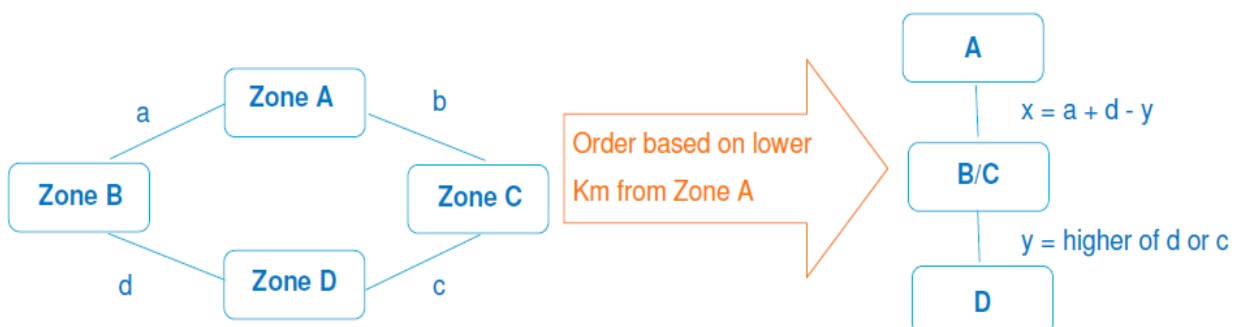 A
Zone A
a
b
x = a + d - y
Order based on lower
Km from Zone A
Zone B
Zone C
B/C
y = higher of d or c
d
Zone D
c
D